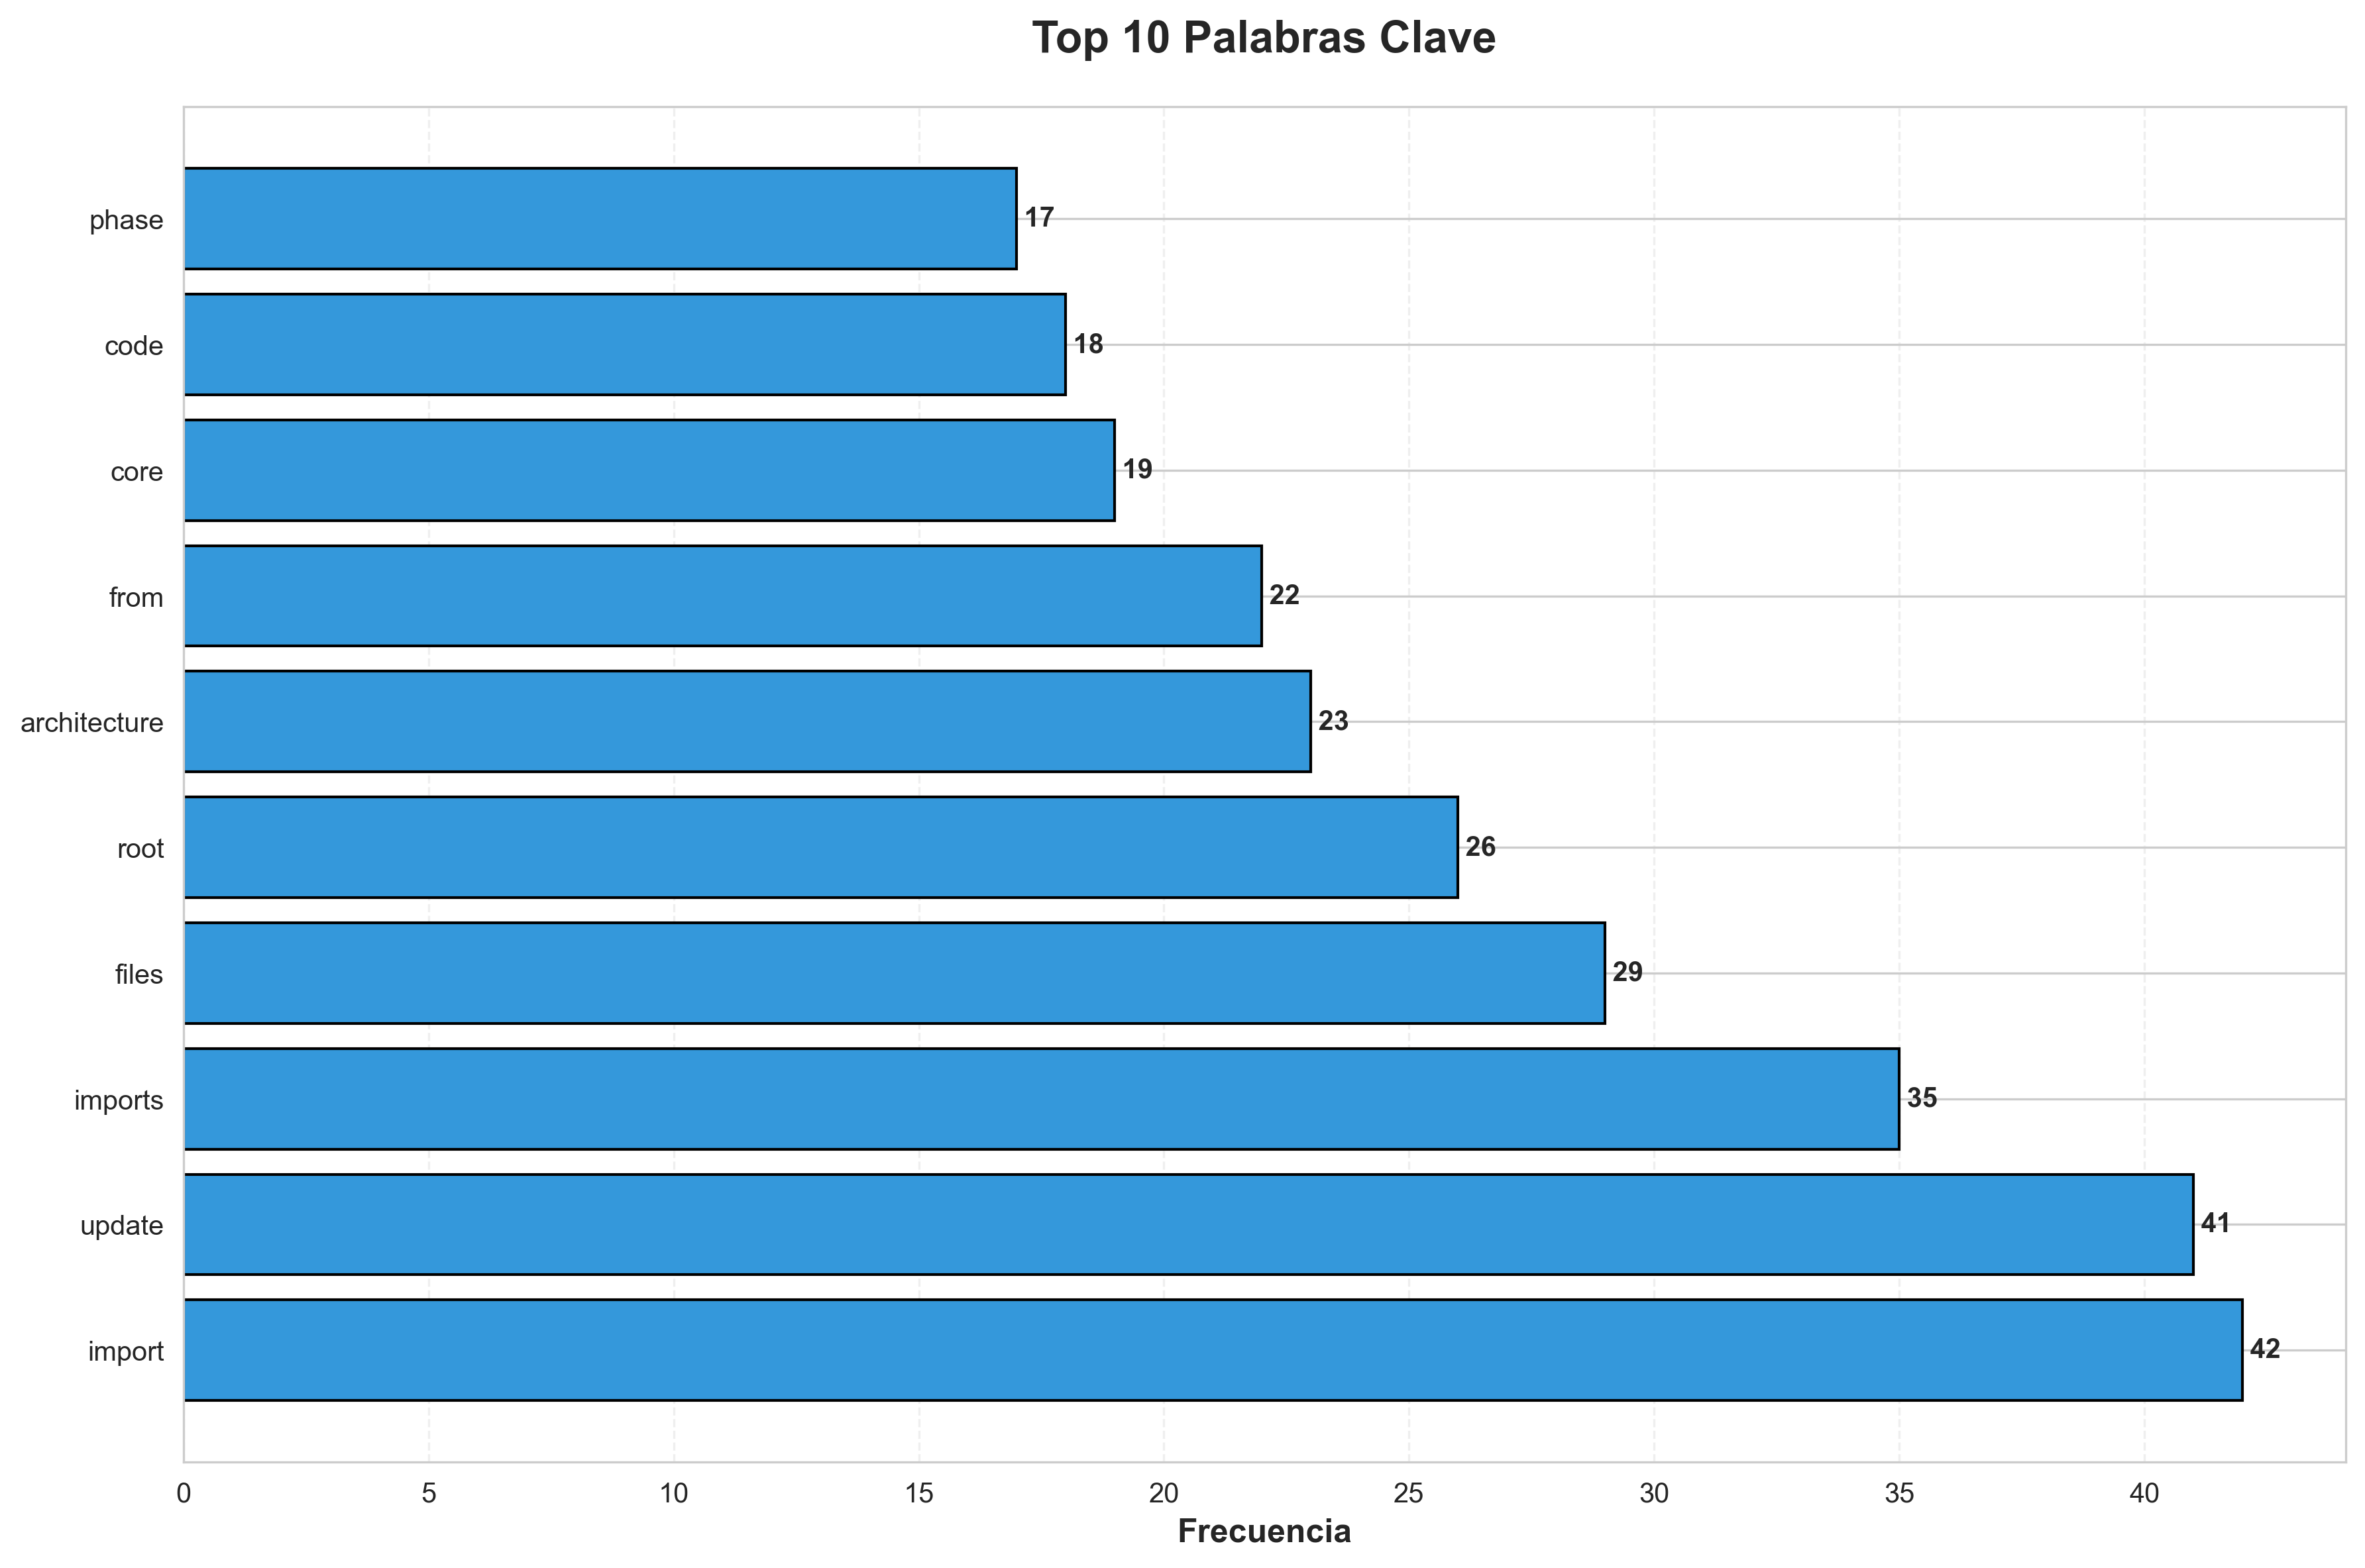 Top 10 Palabras Clave
phase 17
code 18
core 19
from 22
architecture 23
root 26
files 29
imports 35
update 41
import 42
0 5 10 15 20 25 30 35 40
Frecuencia